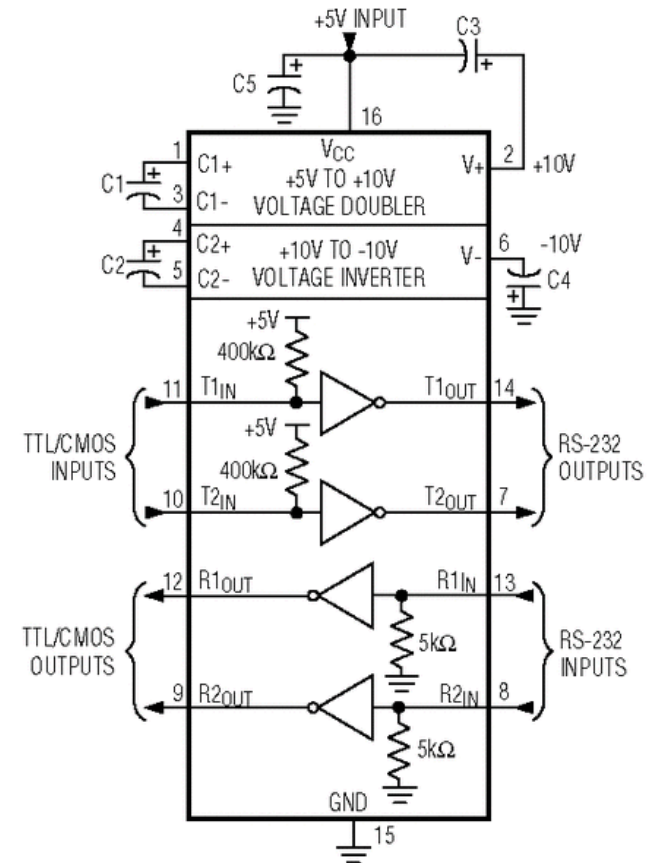 +5V INPUT
C3
+
+
C5
16
1
C1+
VCC
V+
2
+10V
+5V TO +10V
VOLTAGE DOUBLER
C1
+
3
C1-
4
C2+
+10V TO -10V
VOLTAGE INVERTER
V-
6
-10V
C2
+
5
C2-
C4
+
+5V
400kΩ
11
T1IN
T1OUT
14
+5V
TTL/CMOS
INPUTS
400kΩ
RS-232
OUTPUTS
10
T2IN
T2OUT
7
12
R1OUT
R1IN
13
TTL/CMOS
OUTPUTS
5kΩ
RS-232
INPUTS
9
R2OUT
R2IN
8
5kΩ
GND
15